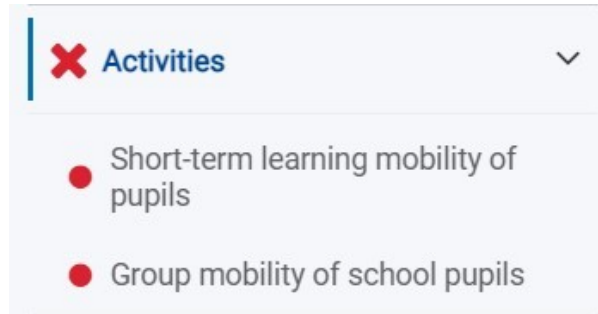 Activities
Short-term learning mobility of
pupils
Group mobility of school pupils